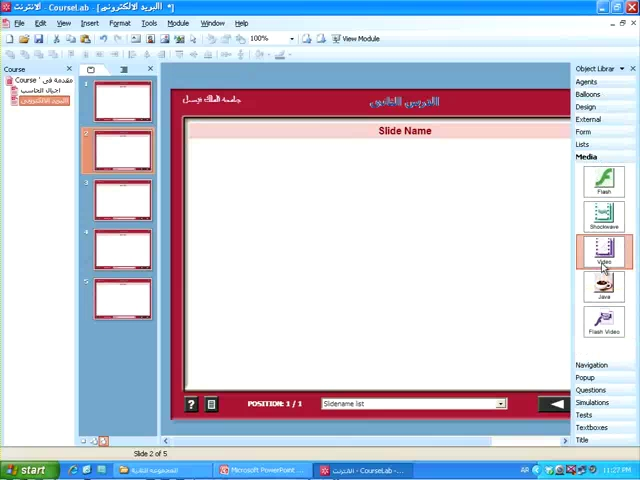 الانترنت - CourseLab - [البريد الالكتروني *]
File Edit View Insert Format Tools Module Window Help
100% View Module
Course
Object Librar
Course ' مقدمة في
اجيال الحاسب
البريد الالكتروني
1
2
3
4
5
جامعة الملك فيصل
Slide Name
Agents
Balloons
Design
External
Form
Lists
Media
Flash
Shockwave
Video
Java
Flash Video
Navigation
Popup
Questions
Simulations
Tests
Textboxes
Title
? POSITION: 1 / 1 Slidename list
Slide 2 of 5
start المجموعه الثانية Microsoft PowerPoint ... الانترنت - CourseLab -... AR 11:27 PM